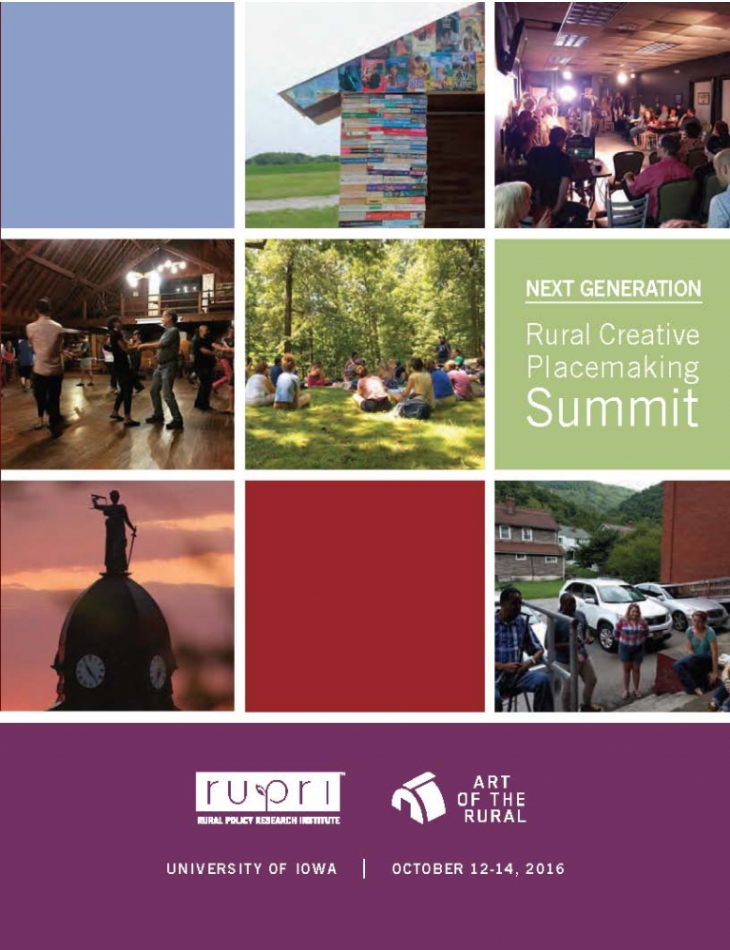 NEXT GENERATION
Rural Creative
Placemaking
Summit
rupri™
RURAL POLICY RESEARCH INSTITUTE
ART
OF THE
RURAL
UNIVERSITY OF IOWA | OCTOBER 12-14, 2016